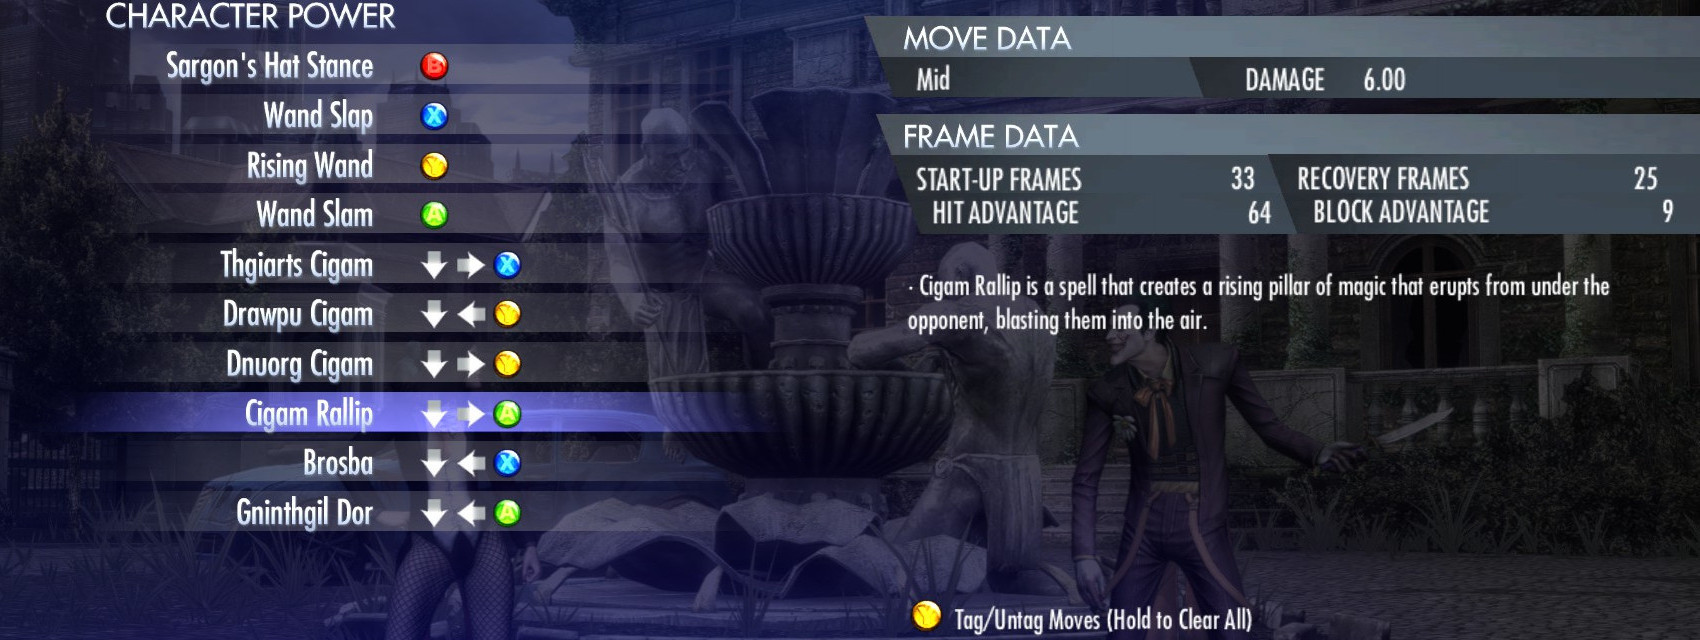 CHARACTER POWER
Sargon's Hat Stance B
Wand Slap X
Rising Wand Y
Wand Slam A
Thgiarts Cigam X
Drawpu Cigam Y
Dnuorg Cigam Y
Cigam Rallip A
Brosba X
Gninthgil Dor A
MOVE DATA
Mid DAMAGE 6.00
FRAME DATA
START-UP FRAMES 33 RECOVERY FRAMES 25
HIT ADVANTAGE 64 BLOCK ADVANTAGE 9
· Cigam Rallip is a spell that creates a rising pillar of magic that erupts from under the
opponent, blasting them into the air.
Y Tag/Untag Moves (Hold to Clear All)